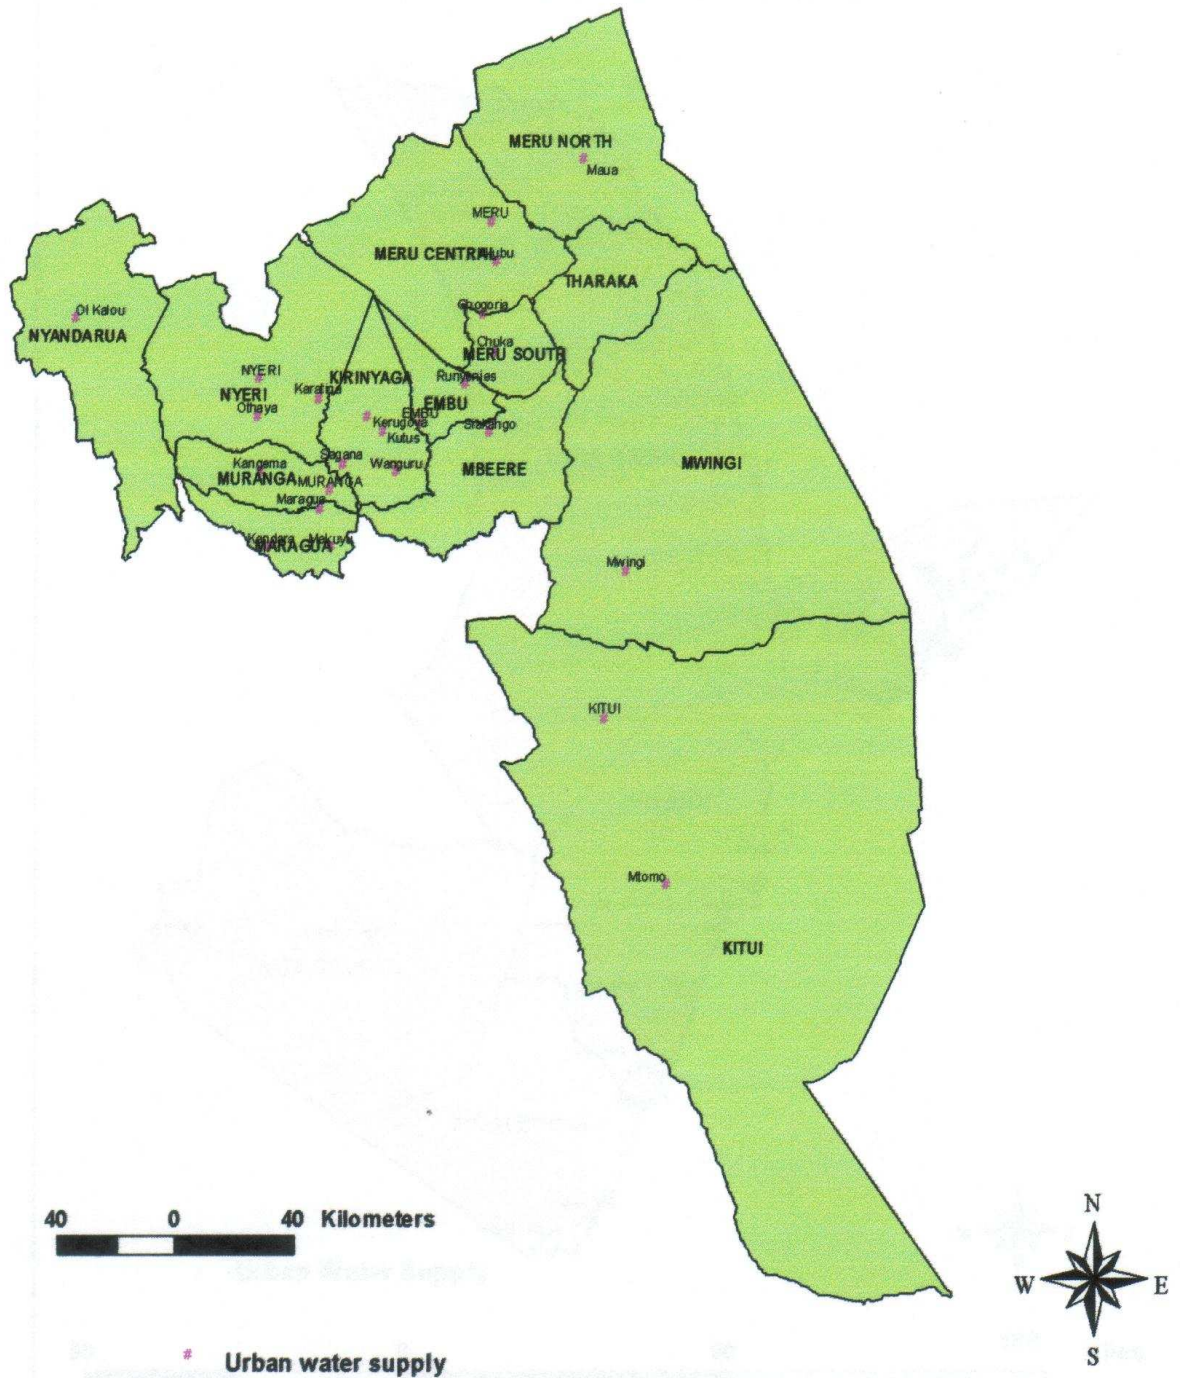 MERU NORTH
Maua
MERU
MERU CENTRAL
THARAKA
Ol Kalou
NYANDARUA
Chogoria
Chuka
MERU SOUTH
NYERI
KIRINYAGA
Runyenjes
Karatina
NYERI
EMBU
Othaya
EMBU
Kerugoya
Siakango
Kutus
Sagana
Kangema
Wanguru
MWINGI
MBEERE
MURANGA
MURANGA
Maragua
Kandara
Makuyu
MARAGUA
Mwingi
KITUI
Mtomo
KITUI
40 0 40 Kilometers
N
W E
S
Urban water supply